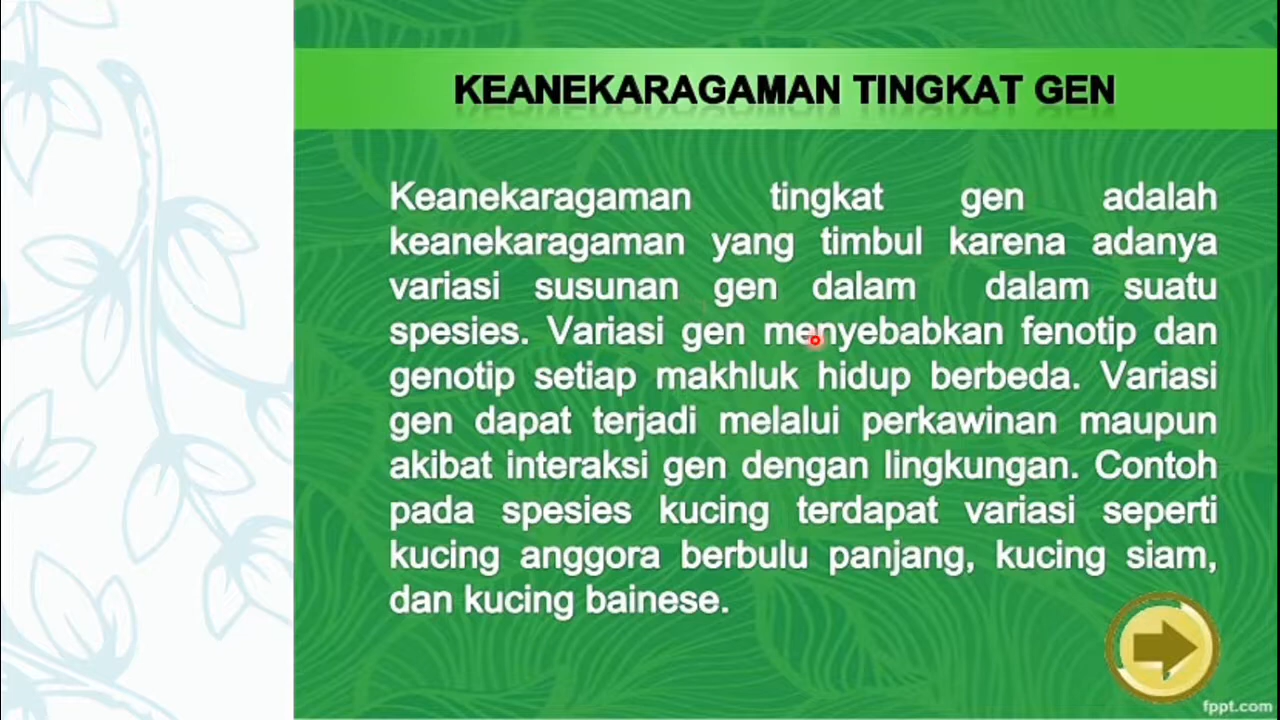 KEANEKARAGAMAN TINGKAT GEN
Keanekaragaman tingkat gen adalah
keanekaragaman yang timbul karena adanya
variasi susunan gen dalam dalam suatu
spesies. Variasi gen menyebabkan fenotip dan
genotip setiap makhluk hidup berbeda. Variasi
gen dapat terjadi melalui perkawinan maupun
akibat interaksi gen dengan lingkungan. Contoh
pada spesies kucing terdapat variasi seperti
kucing anggora berbulu panjang, kucing siam,
dan kucing bainese.
fppt.com